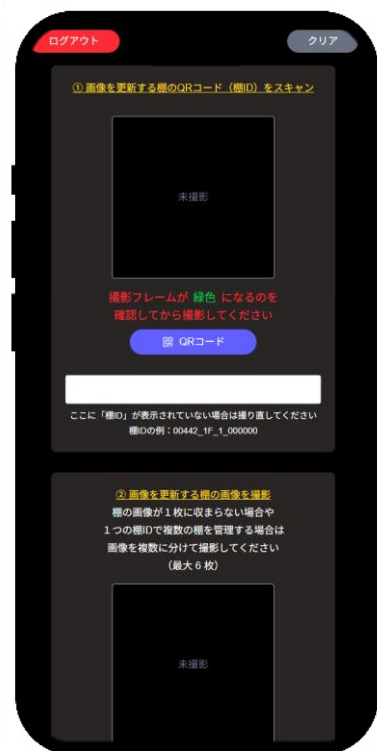 ログアウト
クリア
① 画像を更新する棚のQRコード（棚ID）をスキャン
未撮影
撮影フレームが 緑色 になるのを
確認してから撮影してください
QRコード
ここに「棚ID」が表示されていない場合は撮り直してください
棚IDの例：00442_1F_1_000000
② 画像を更新する棚の画像を撮影
棚の画像が１枚に収まらない場合や
１つの棚IDで複数の棚を管理する場合は
画像を複数に分けて撮影してください
（最大６枚）
未撮影